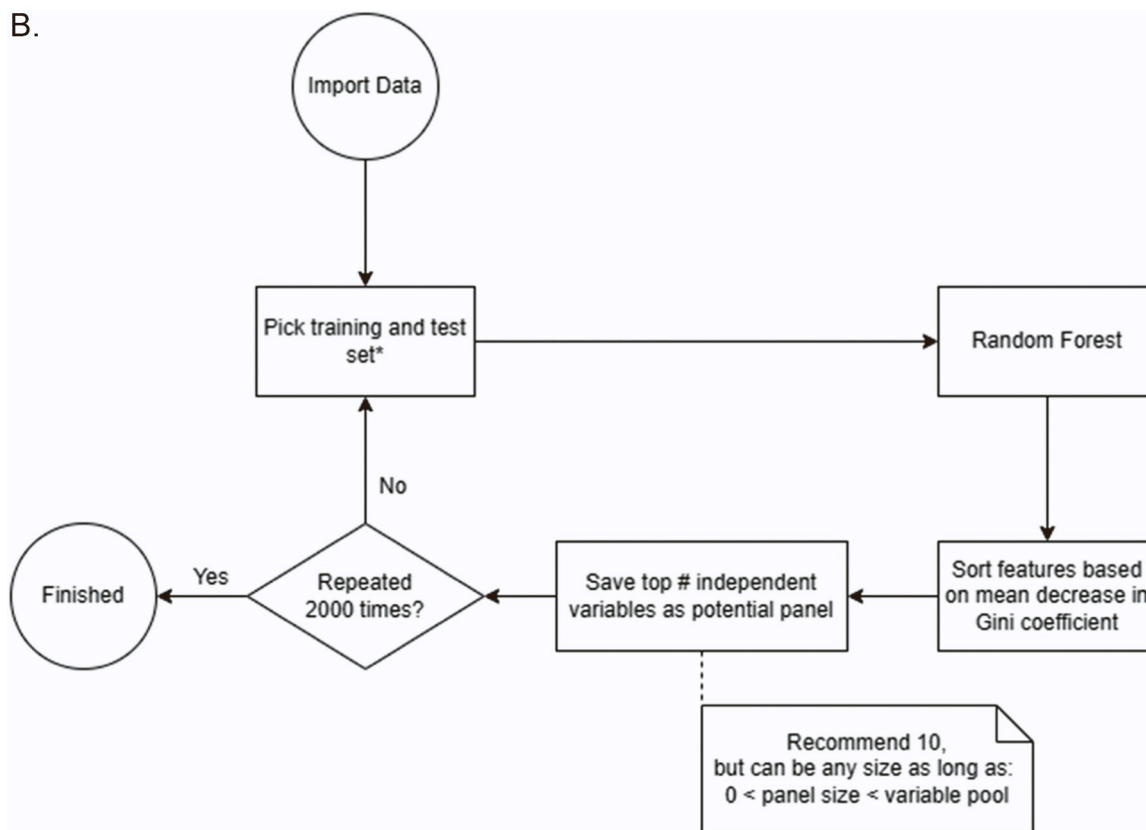 B.
Import Data
Pick training and test
set*
Random Forest
Sort features based
on mean decrease in
Gini coefficient
Save top # independent
variables as potential panel
Recommend 10,
but can be any size as long as:
0 < panel size < variable pool
Repeated
2000 times?
No
Yes
Finished